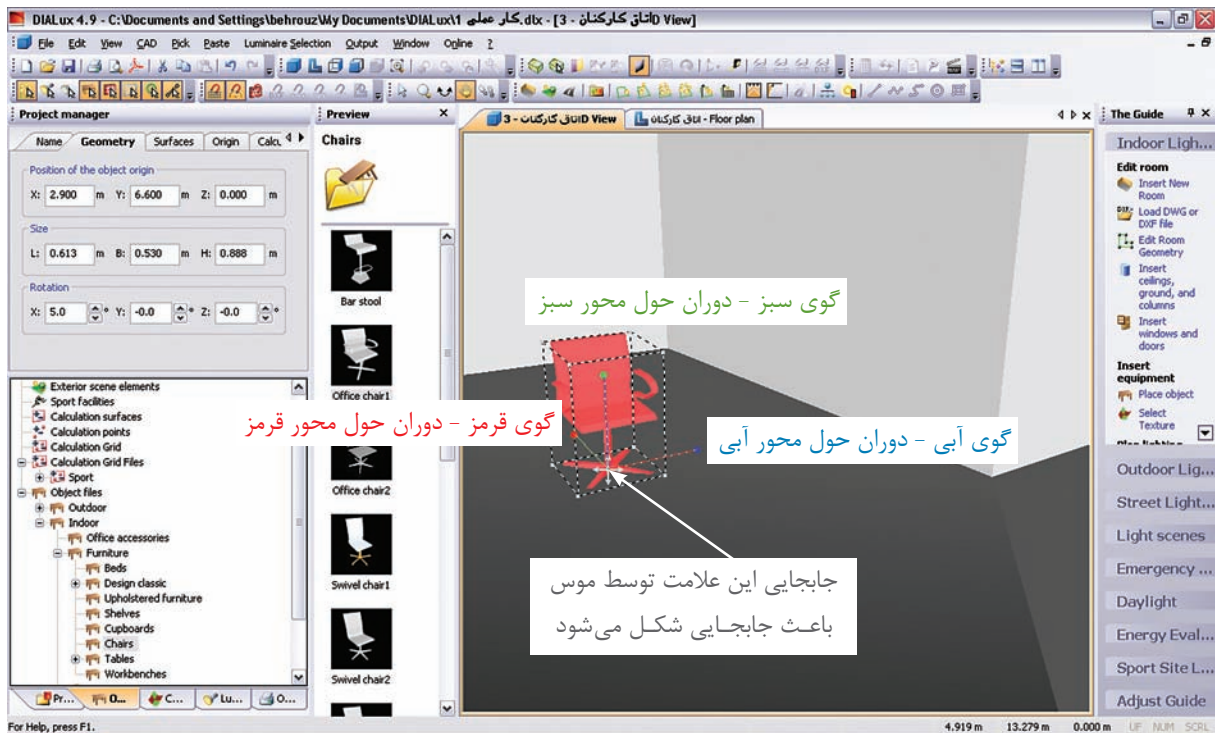 DIALux 4.9 - C:\Documents and Settings\behrouz\My Documents\DIALux\1 کار عملی.dlx - [3 - اتاق کارکنان D View]
File Edit View CAD Pick Paste Luminaire Selection Output Window Online ?
Project manager
Name Geometry Surfaces Origin Calcu
Position of the object origin
X: 2.900 m Y: 6.600 m Z: 0.000 m
Size
L: 0.613 m B: 0.530 m H: 0.888 m
Rotation
X: 5.0 ° Y: -0.0 ° Z: -0.0 °
Exterior scene elements
Sport facilities
Calculation surfaces
Calculation points
Calculation Grid
Calculation Grid Files
Sport
Object files
Outdoor
Indoor
Office accessories
Furniture
Beds
Design classic
Upholstered furniture
Shelves
Cupboards
Chairs
Tables
Workbenches
Pr... O... C... Lu... O...
Preview
Chairs
Bar stool
Office chair1
Office chair2
Swivel chair1
Swivel chair2
3 - اتاق کارکنان D View
اتاق کارکنان - Floor plan
گوی سبز - دوران حول محور سبز
گوی قرمز - دوران حول محور قرمز
گوی آبی - دوران حول محور آبی
جابجایی این علامت توسط موس
باعث جابجایی شکل می‌شود
The Guide
Indoor Ligh...
Edit room
Insert New
Room
Load DWG or
DXF file
Edit Room
Geometry
Insert
ceilings,
ground, and
columns
Insert
windows and
doors
Insert
equipment
Place object
Select
Texture
Outdoor Lig...
Street Light...
Light scenes
Emergency ...
Daylight
Energy Eval...
Sport Site L...
Adjust Guide
For Help, press F1.
4.919 m 13.279 m 0.000 m UF NUM SCRL